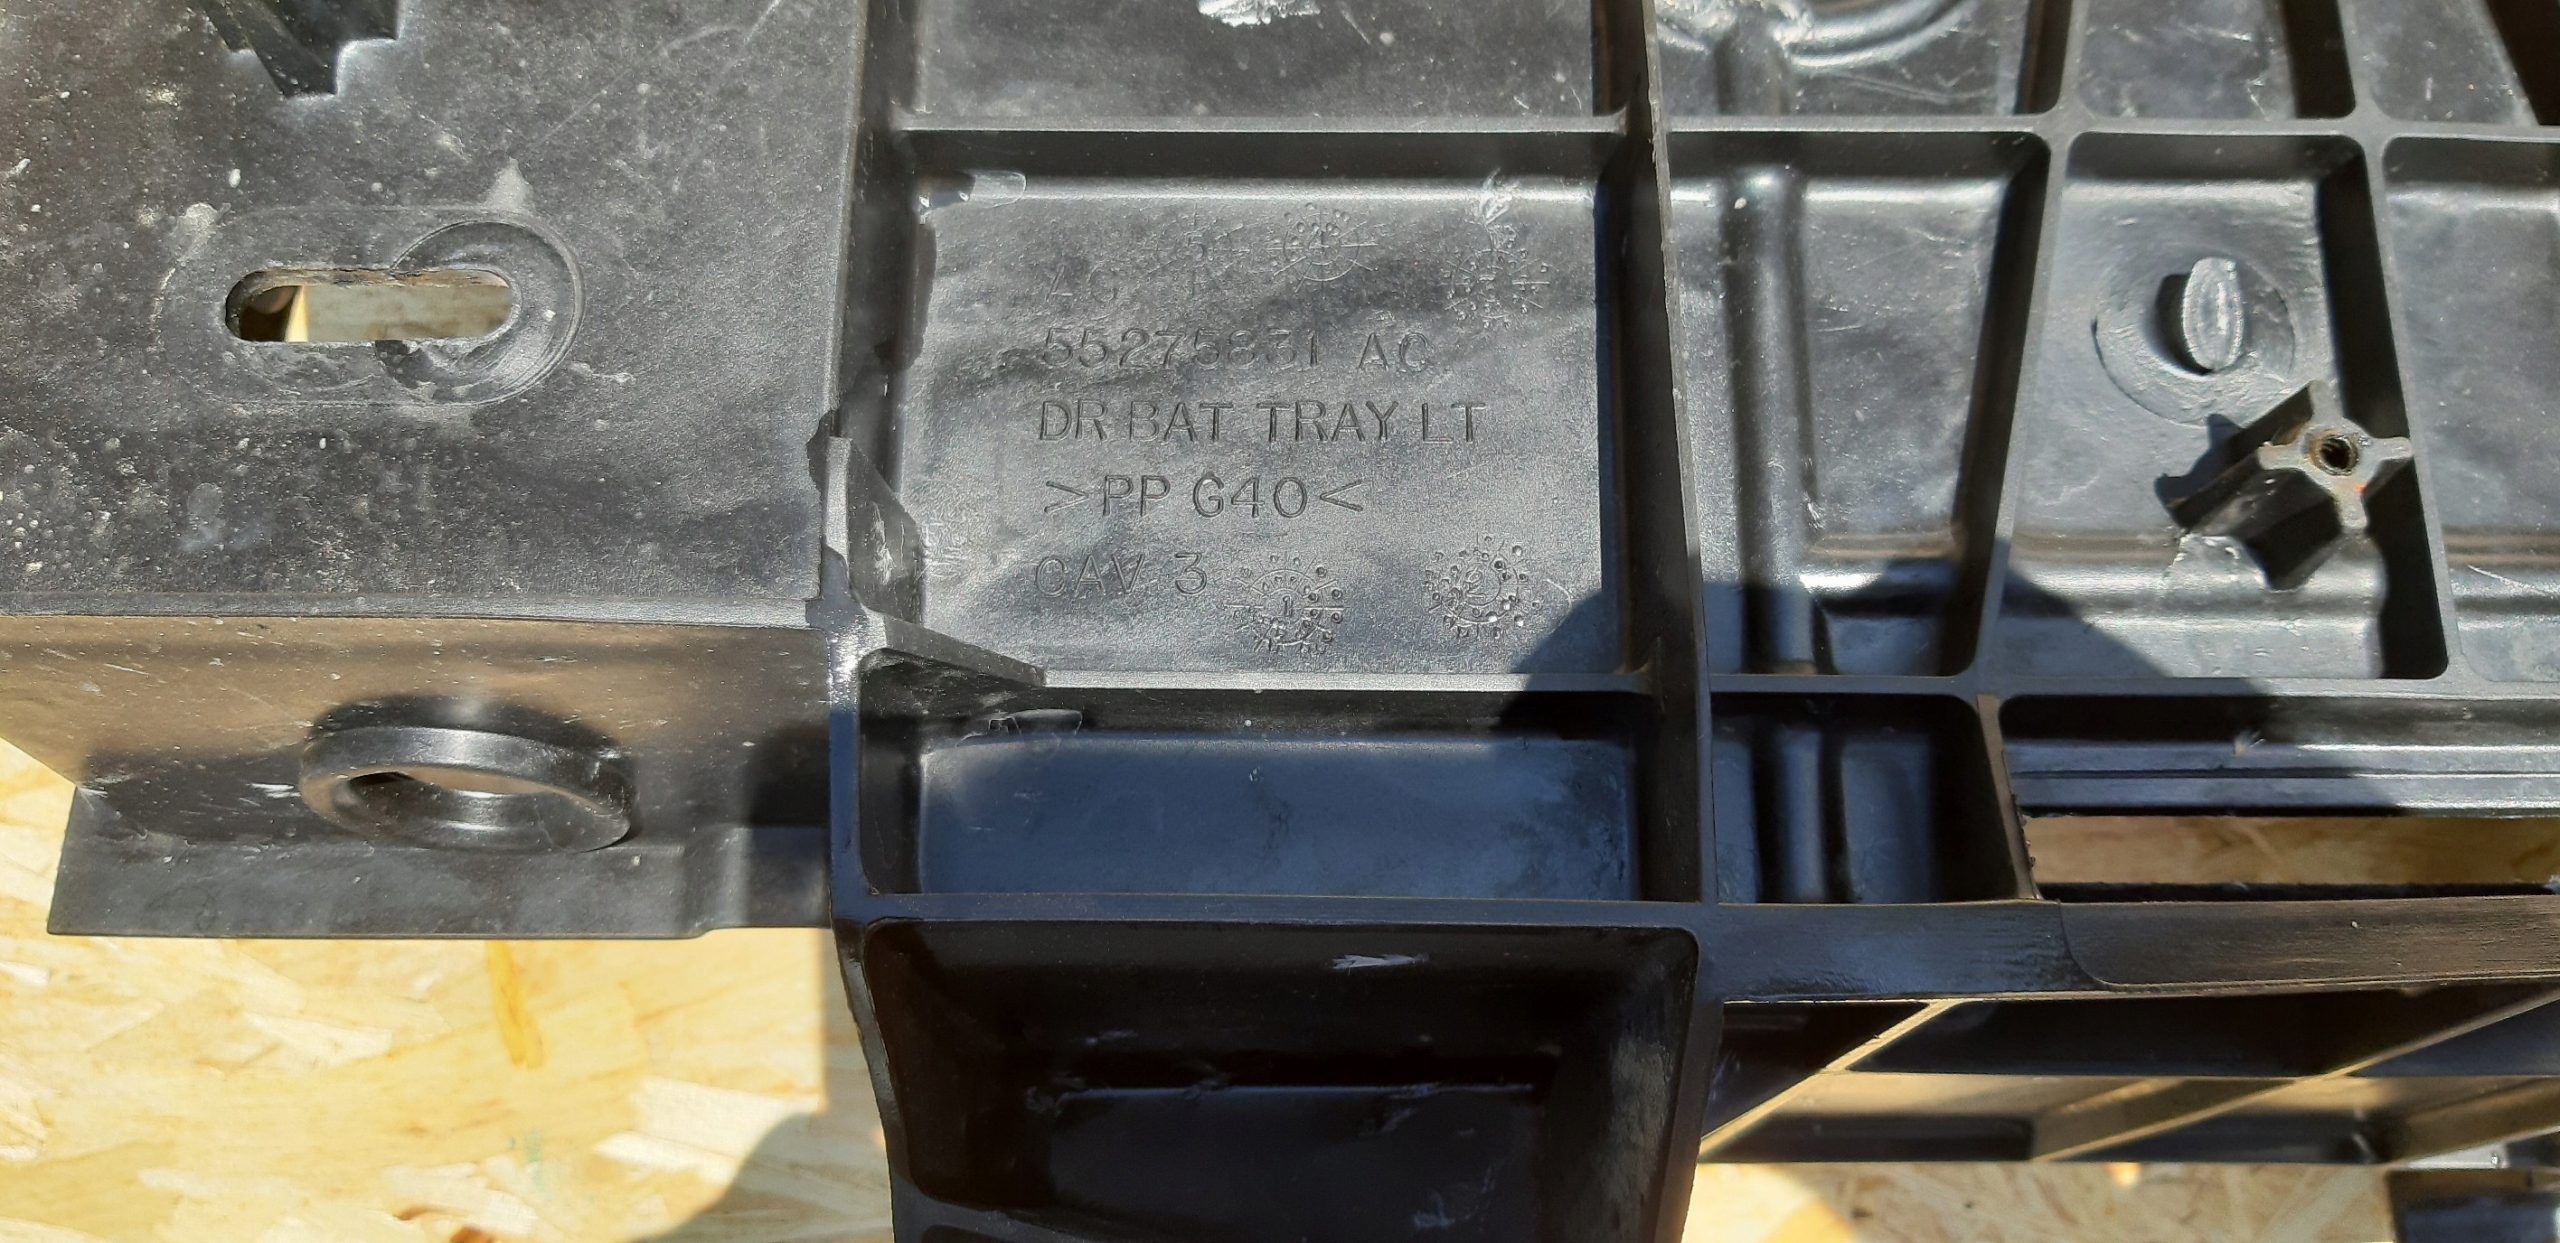 AC
55275831 AC
DR BAT TRAY LT
>PP G40<
CAV 3